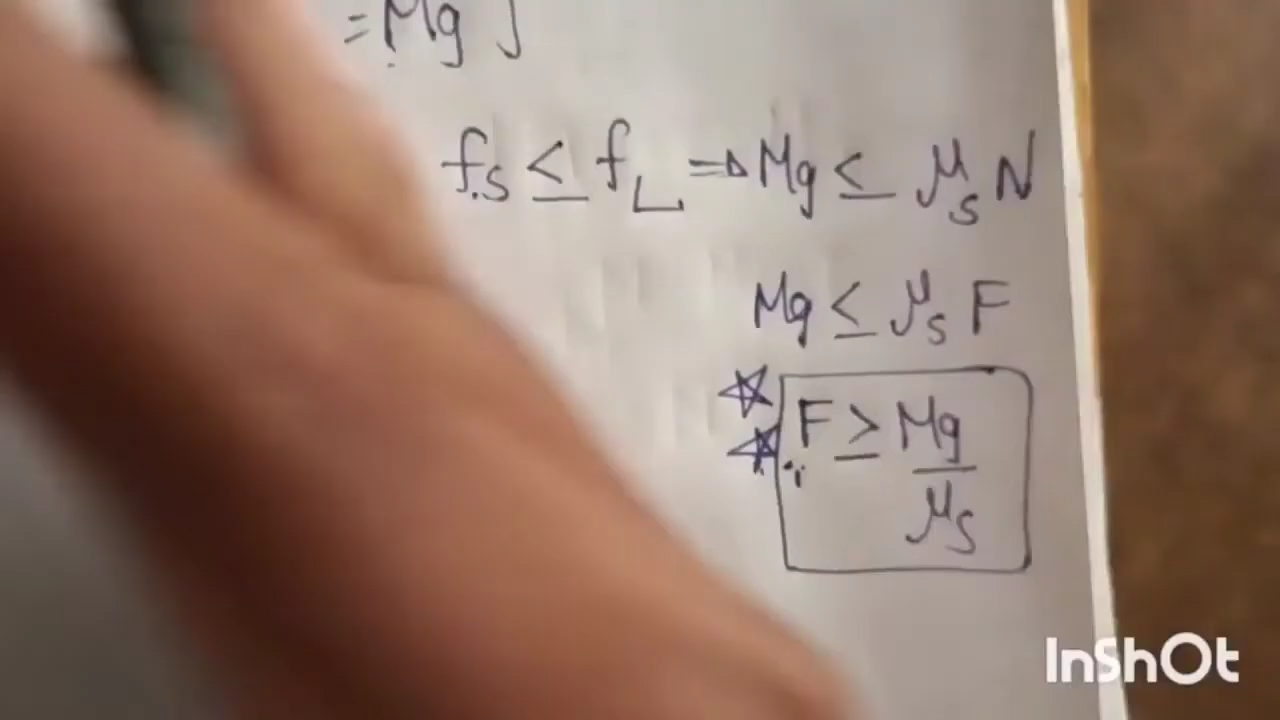 = Mg ]
fs ≤ fL ⇒ Mg ≤ μs N
Mg ≤ μs F
F ≥ Mg / μs
InShOt